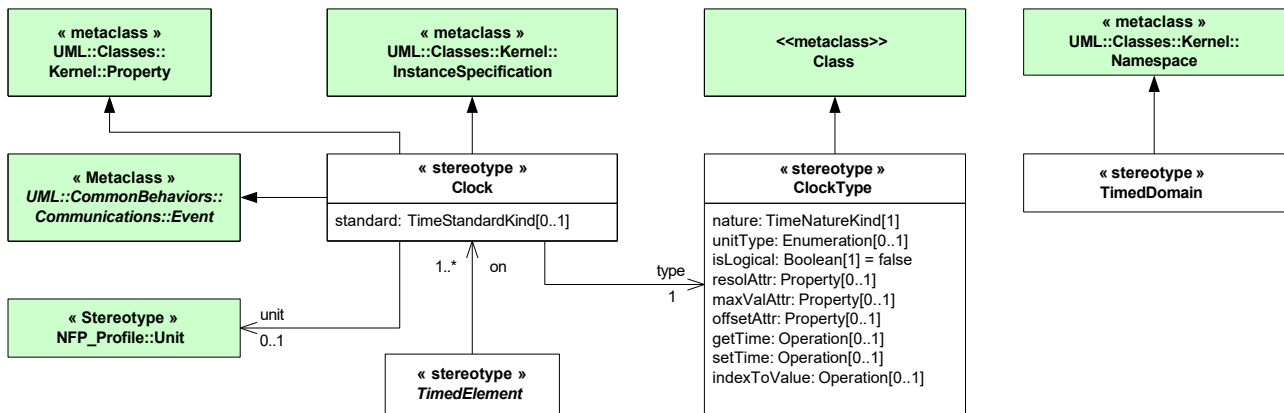 « metaclass »
UML::Classes::
Kernel::Property
« metaclass »
UML::Classes::Kernel::
InstanceSpecification
<<metaclass>>
Class
« metaclass »
UML::Classes::Kernel::
Namespace
« Metaclass »
UML::CommonBehaviors::
Communications::Event
« stereotype »
Clock
standard: TimeStandardKind[0..1]
« stereotype »
ClockType
nature: TimeNatureKind[1]
unitType: Enumeration[0..1]
isLogical: Boolean[1] = false
resolAttr: Property[0..1]
maxValAttr: Property[0..1]
offsetAttr: Property[0..1]
getTime: Operation[0..1]
setTime: Operation[0..1]
indexToValue: Operation[0..1]
« stereotype »
TimedDomain
1..*
on
type
1
« Stereotype »
NFP_Profile::Unit
unit
0..1
« stereotype »
TimedElement